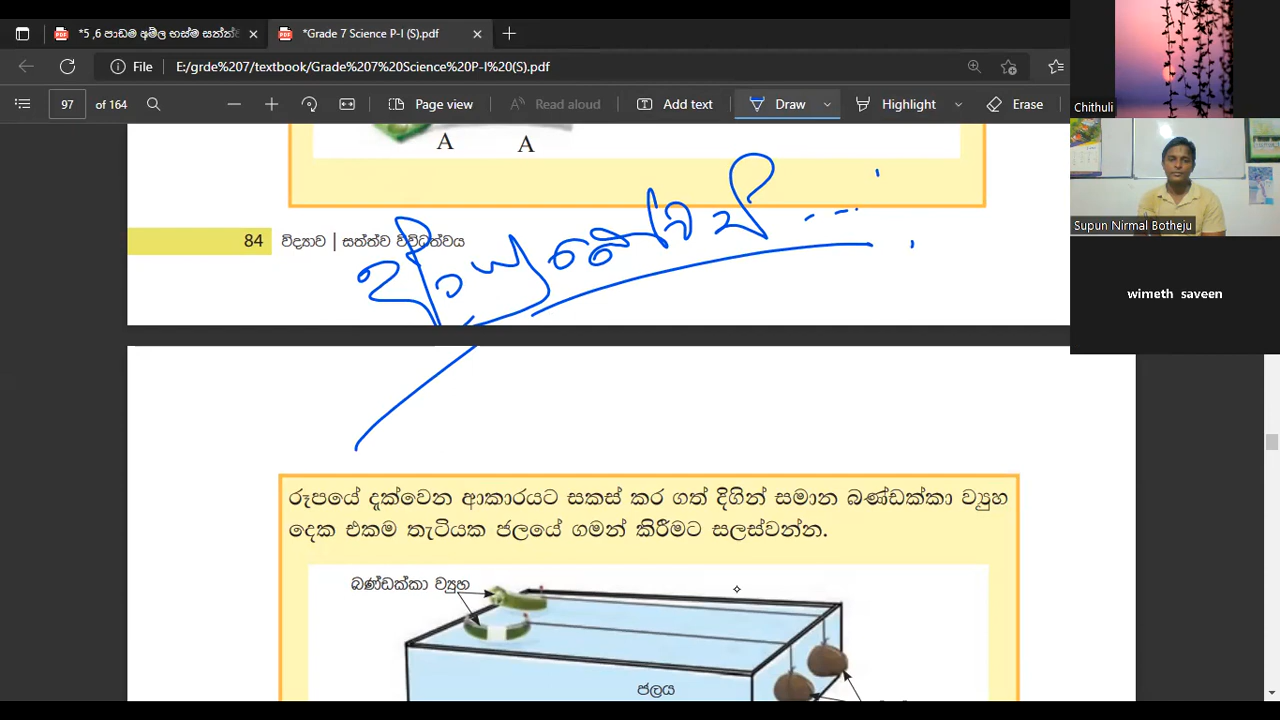 *5 ,6 පාඩම අම්ල භාස්ම සත්ත්ව
*Grade 7 Science P-I (S).pdf
File
E:/grde%207/textbook/Grade%207%20Science%20P-I%20(S).pdf
97 of 164
Page view
Read aloud
Add text
Draw
Highlight
Erase
Chithuli
Supun Nirmal Botheju
wimeth saveen
A A
84 විද්‍යාව | සත්ත්ව විවිධත්වය
රූපයේ දැක්වෙන ආකාරයට සකස් කර ගත් දිගින් සමාන බණ්ඩක්කා ව්‍යුහ
දෙක එකම තැටියක ජලයේ ගමන් කිරීමට සලස්වන්න.
බණ්ඩක්කා ව්‍යුහ
ජලය